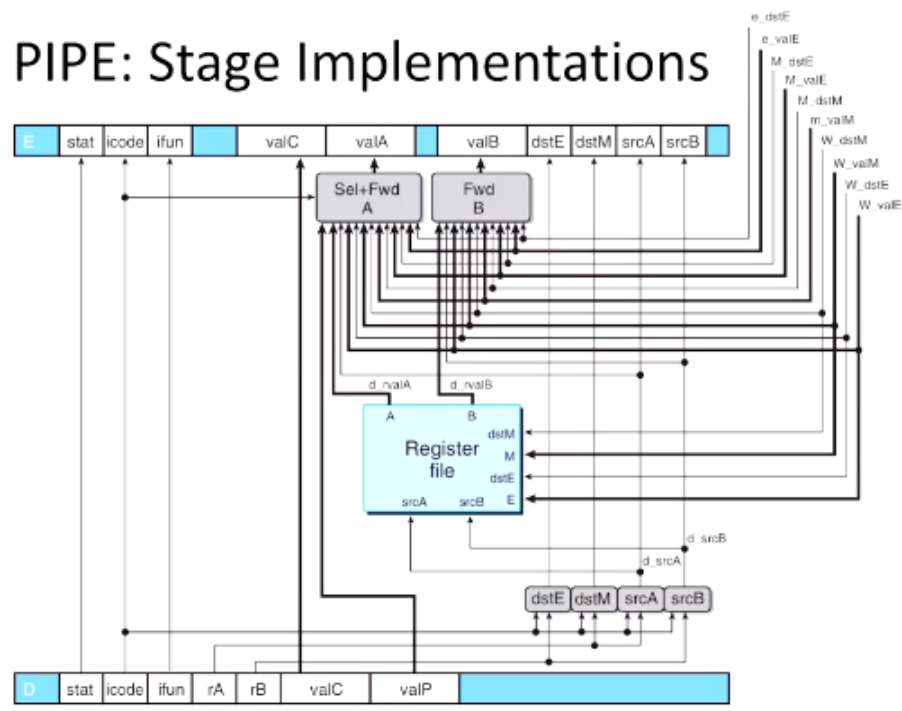 PIPE: Stage Implementations
e_dstE
e_valE
M_dstE
M_valE
M_dstM
m_valM
W_dstM
W_valM
W_dstE
W_valE
E stat icode ifun valC valA valB dstE dstM srcA srcB
Sel+Fwd
A
Fwd
B
d_rvalA d_rvalB
A B
dstM
Register
M
file
dstE
srcA srcB E
d_srcB
d_srcA
dstE dstM srcA srcB
D stat icode ifun rA rB valC valP